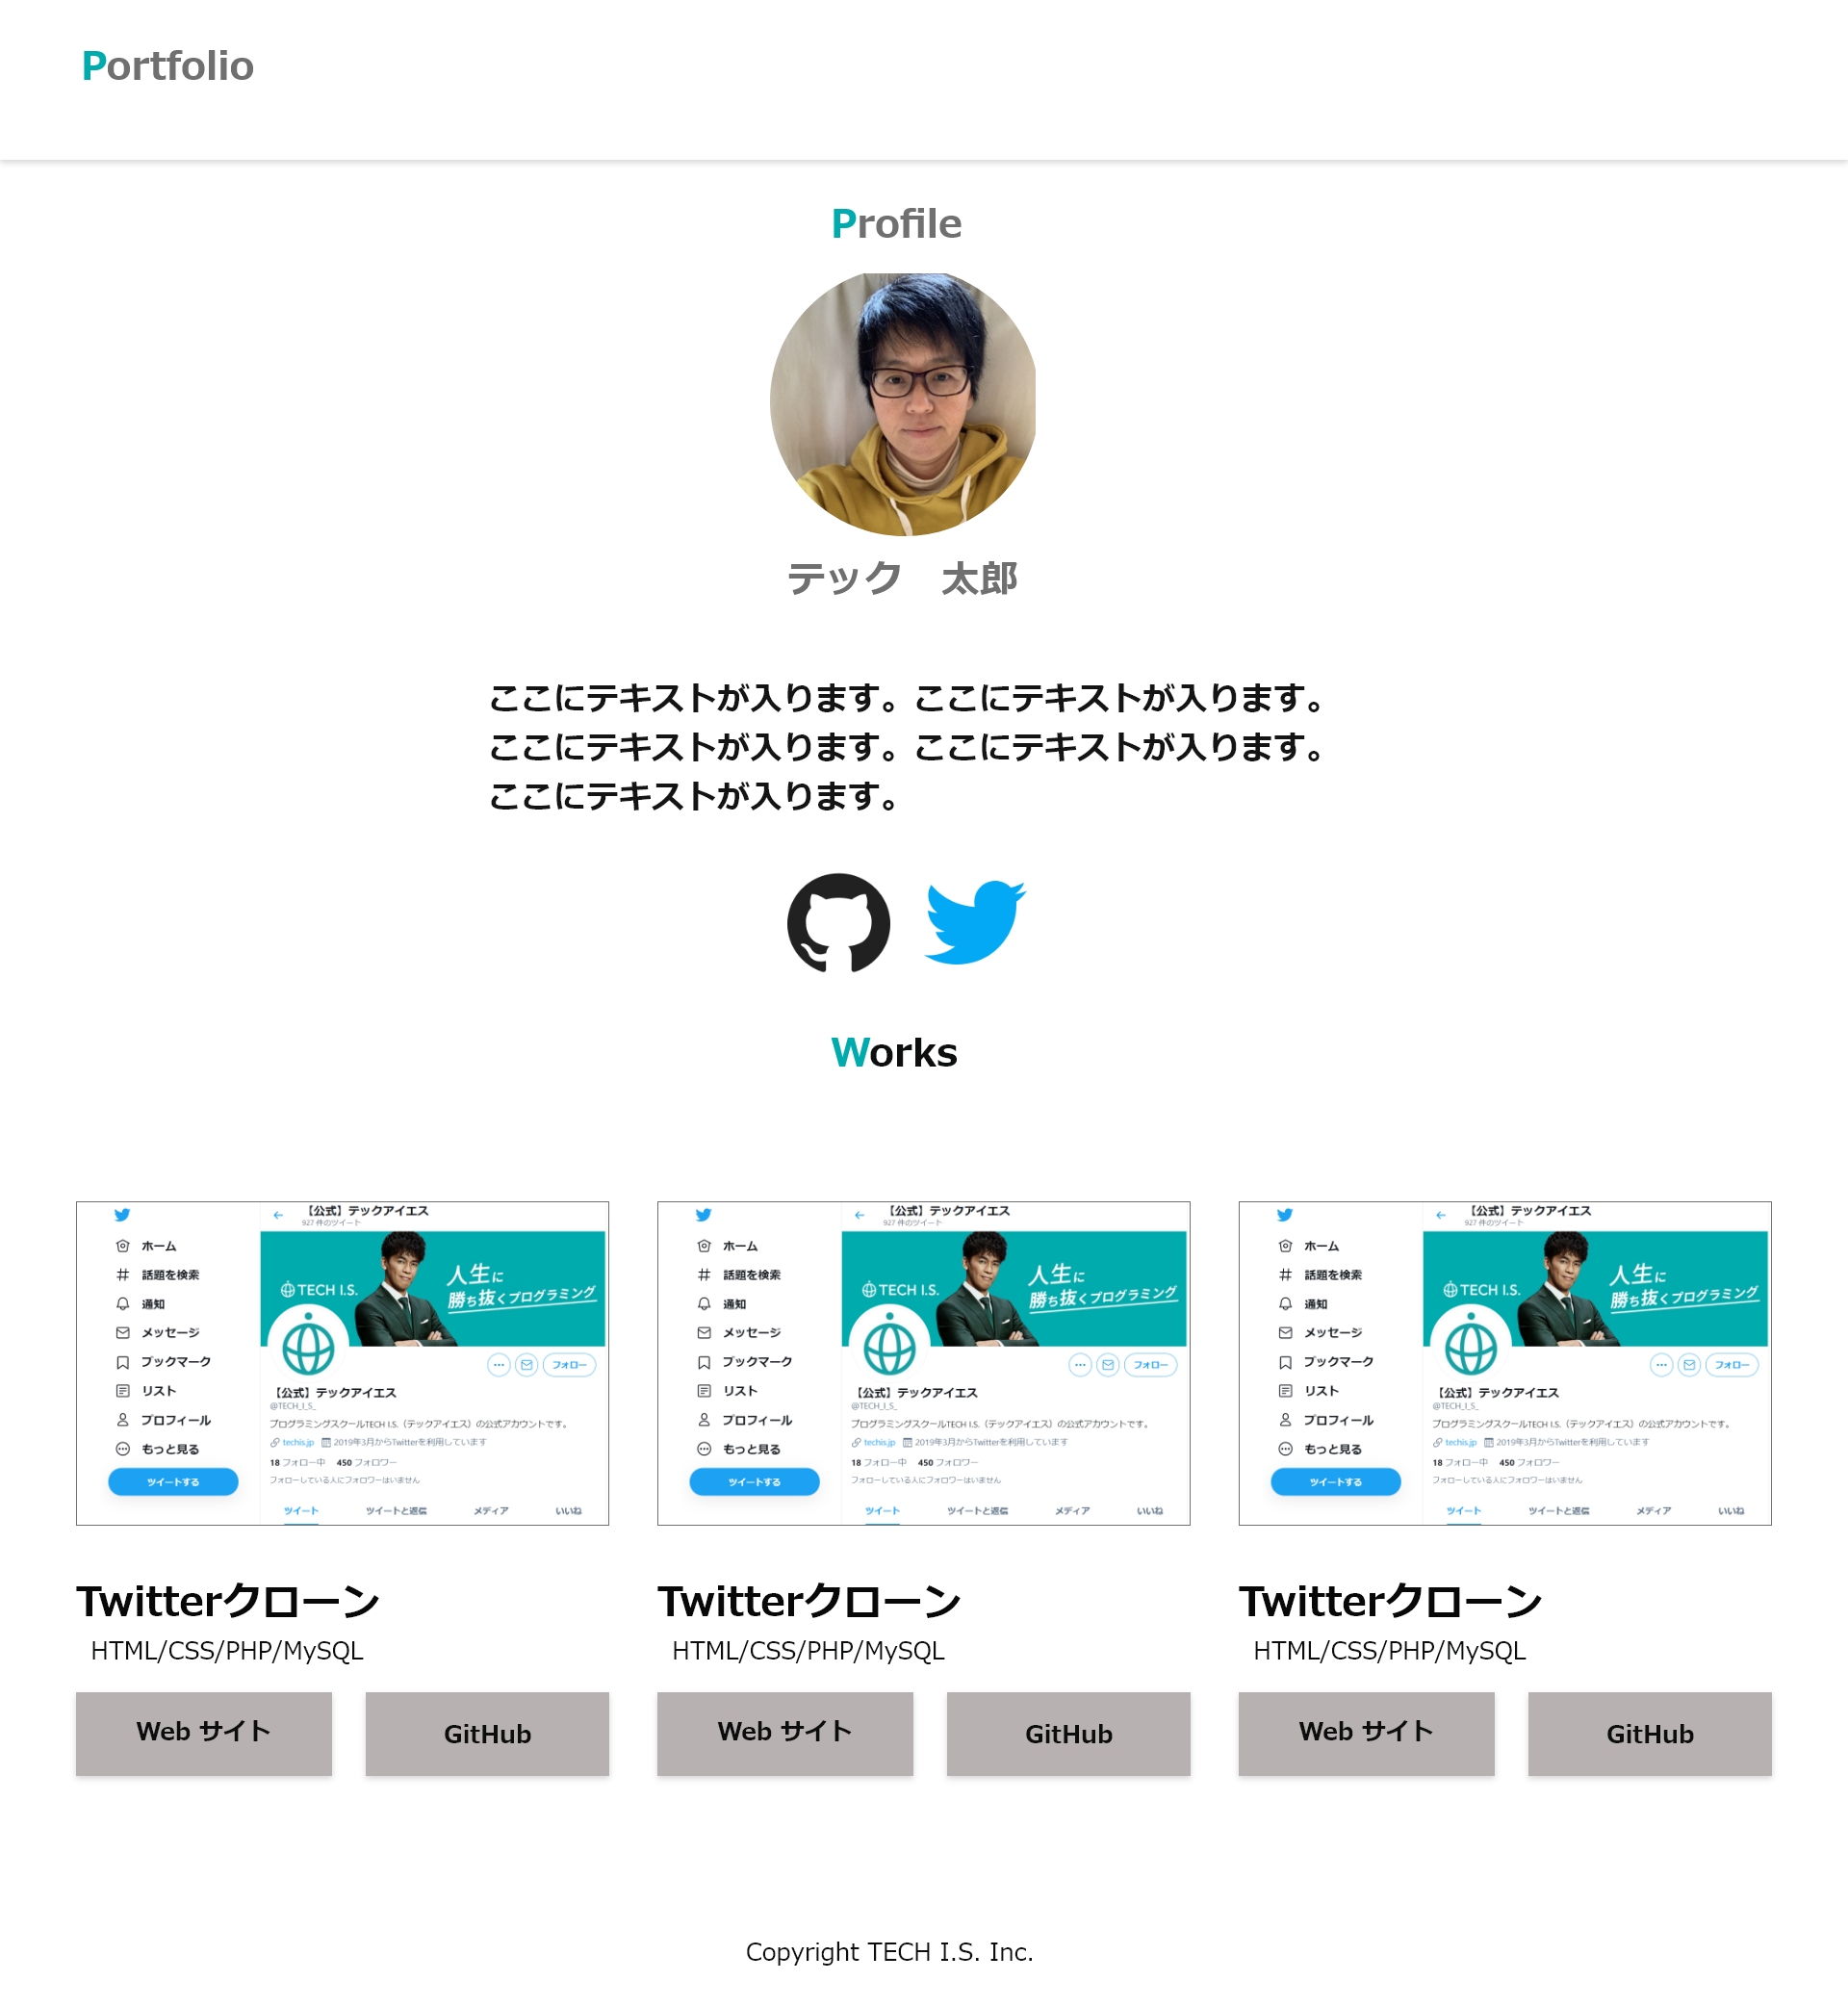 Portfolio
Profile
テック　太郎
ここにテキストが入ります。ここにテキストが入ります。
ここにテキストが入ります。ここにテキストが入ります。
ここにテキストが入ります。
Works
【公式】テックアイエス
927 件のツイート
ホーム
話題を検索
通知
メッセージ
ブックマーク
リスト
プロフィール
もっと見る
ツイートする
TECH I.S.
人生に
勝ち抜くプログラミング
フォロー
【公式】テックアイエス
@TECH_I_S_
プログラミングスクールTECH I.S.（テックアイエス）の公式アカウントです。
techis.jp 2019年3月からTwitterを利用しています
18 フォロー中 450 フォロワー
フォローしている人にフォロワーはいません
ツイート ツイートと返信 メディア いいね
Twitterクローン
HTML/CSS/PHP/MySQL
Web サイト
GitHub
【公式】テックアイエス
927 件のツイート
ホーム
話題を検索
通知
メッセージ
ブックマーク
リスト
プロフィール
もっと見る
ツイートする
TECH I.S.
人生に
勝ち抜くプログラミング
フォロー
【公式】テックアイエス
@TECH_I_S_
プログラミングスクールTECH I.S.（テックアイエス）の公式アカウントです。
techis.jp 2019年3月からTwitterを利用しています
18 フォロー中 450 フォロワー
フォローしている人にフォロワーはいません
ツイート ツイートと返信 メディア いいね
Twitterクローン
HTML/CSS/PHP/MySQL
Web サイト
GitHub
【公式】テックアイエス
927 件のツイート
ホーム
話題を検索
通知
メッセージ
ブックマーク
リスト
プロフィール
もっと見る
ツイートする
TECH I.S.
人生に
勝ち抜くプログラミング
フォロー
【公式】テックアイエス
@TECH_I_S_
プログラミングスクールTECH I.S.（テックアイエス）の公式アカウントです。
techis.jp 2019年3月からTwitterを利用しています
18 フォロー中 450 フォロワー
フォローしている人にフォロワーはいません
ツイート ツイートと返信 メディア いいね
Twitterクローン
HTML/CSS/PHP/MySQL
Web サイト
GitHub
Copyright TECH I.S. Inc.